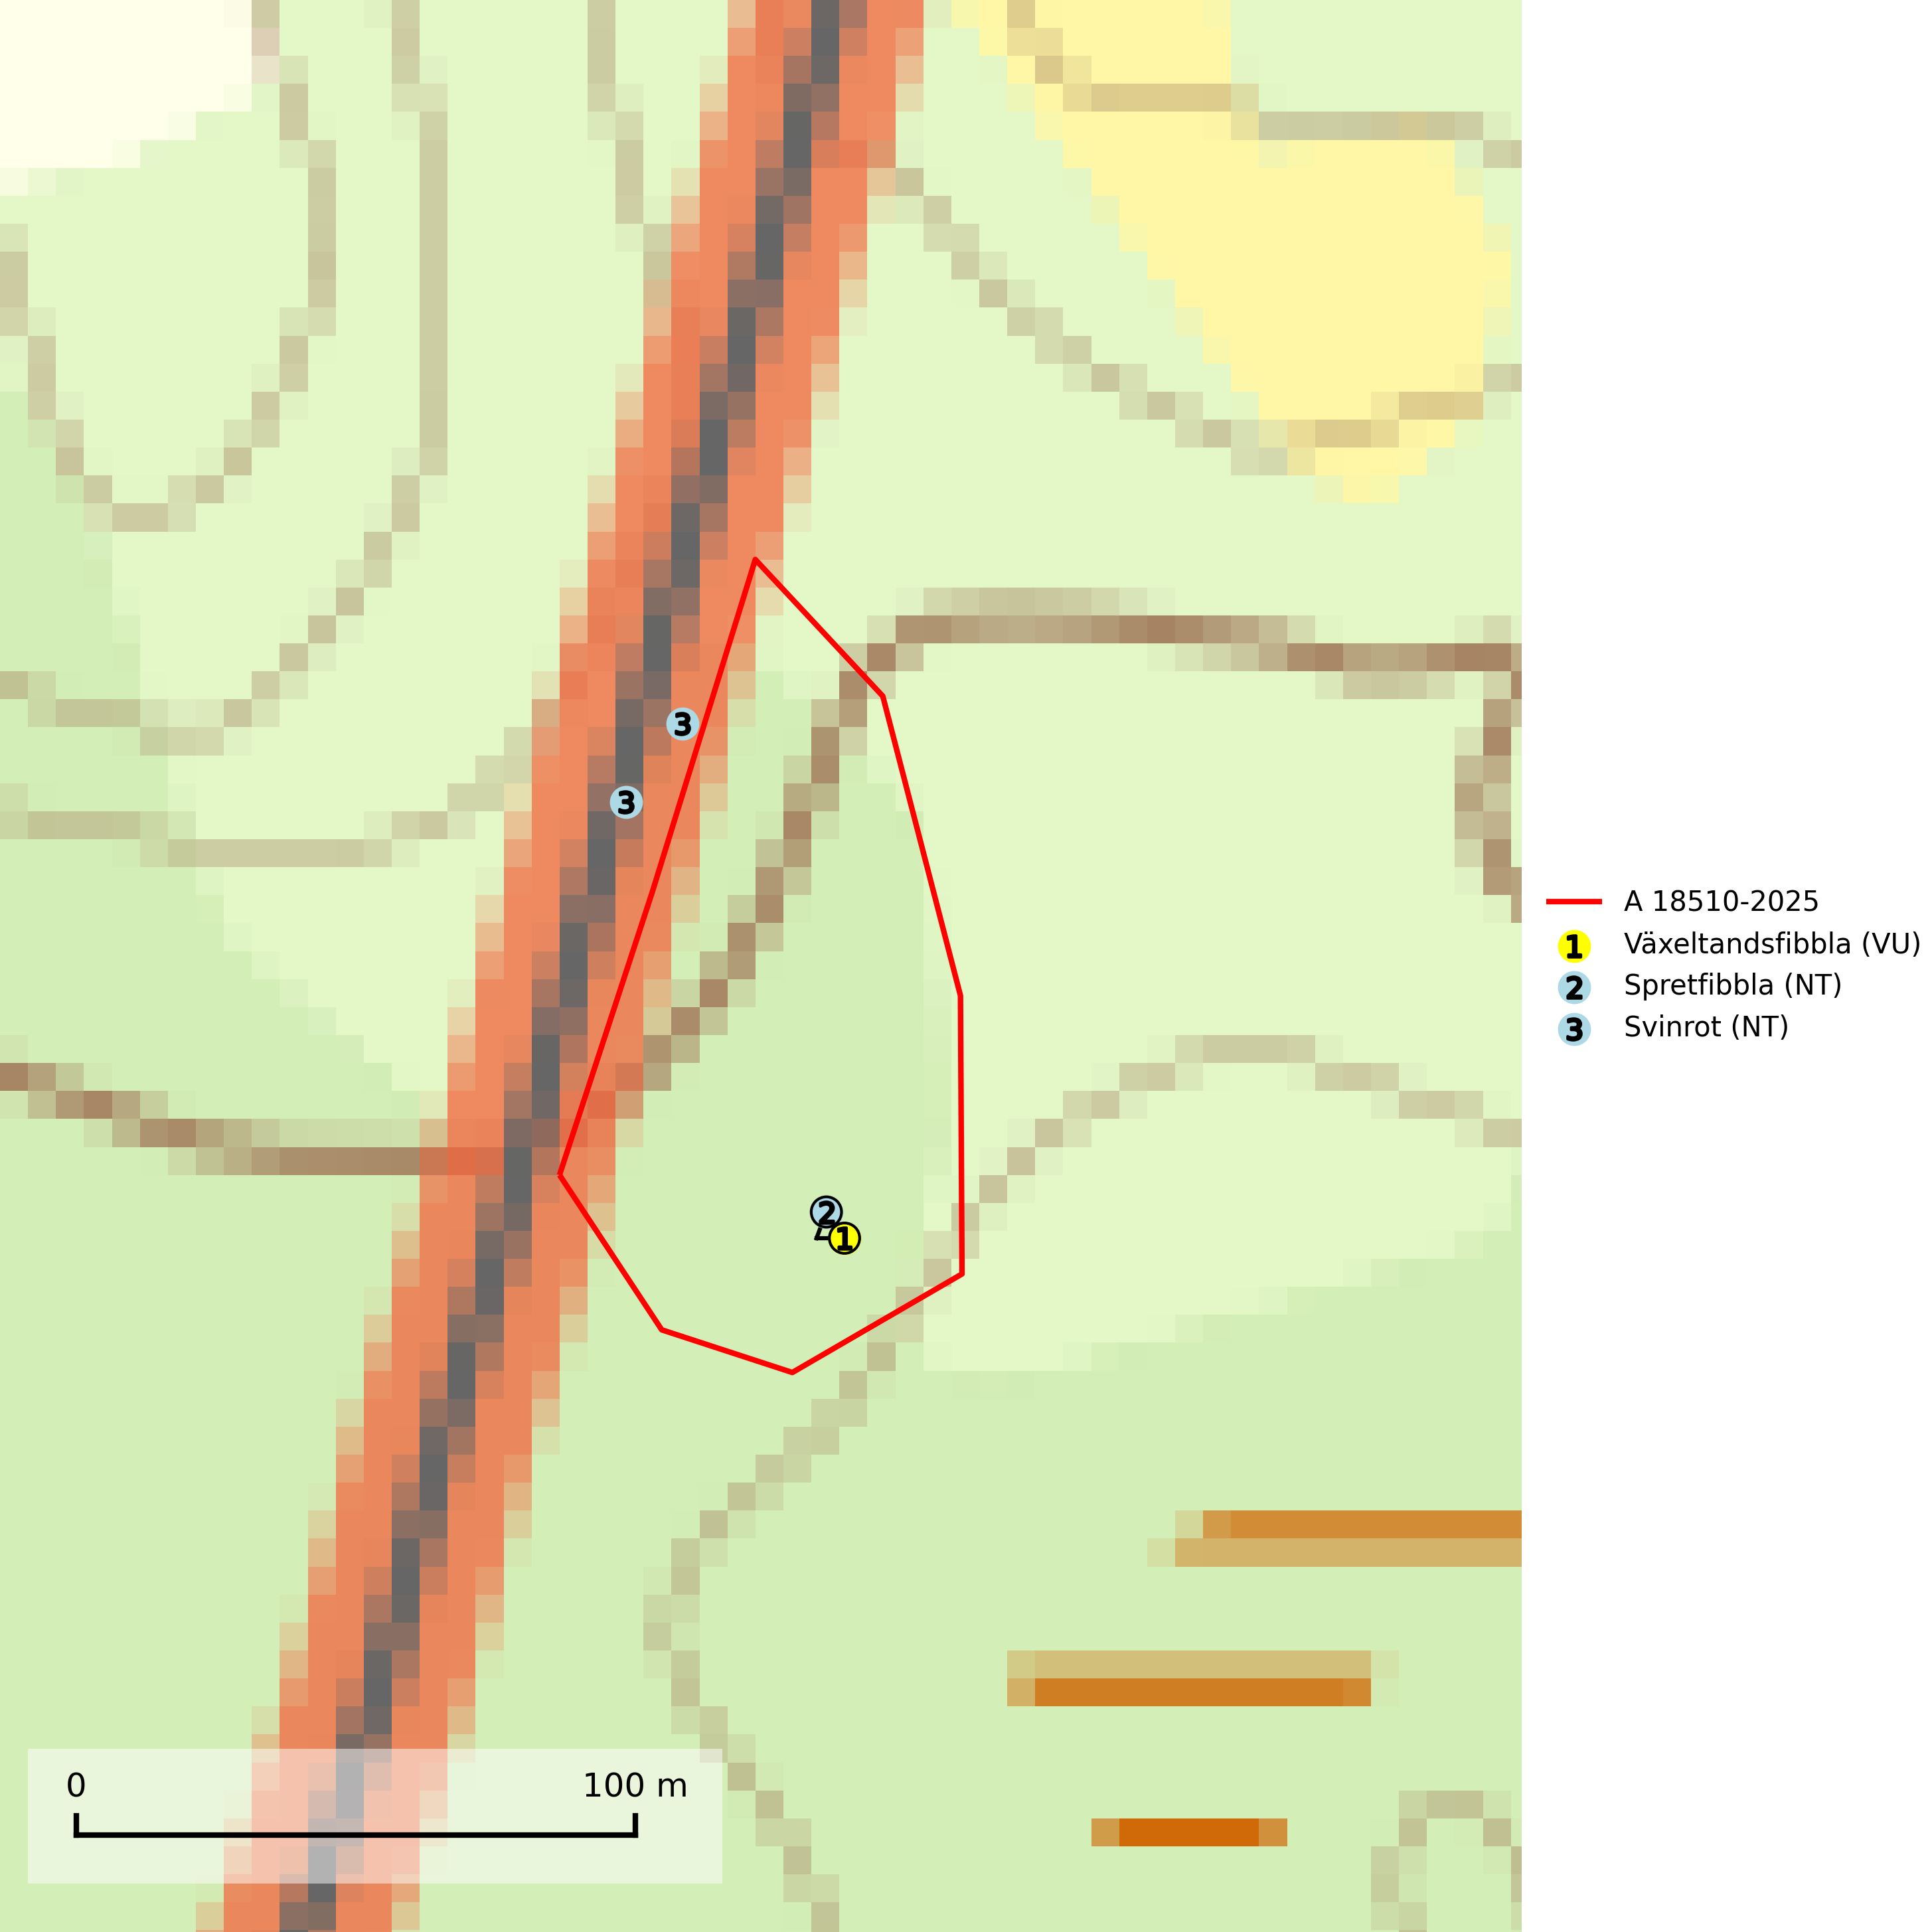 3
3
2
1
A 18510-2025
1 Växeltandsfibbla (VU)
2 Spretfibbla (NT)
3 Svinrot (NT)
0 100 m